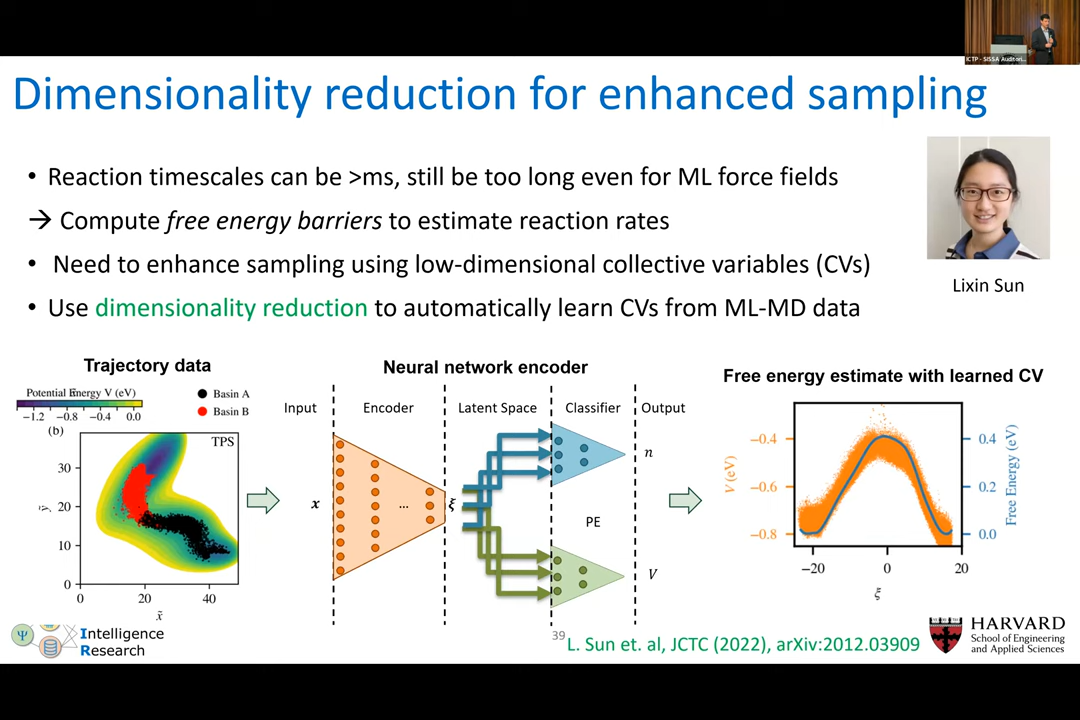 ICTP - SISSA Auditori...
Dimensionality reduction for enhanced sampling
• Reaction timescales can be >ms, still be too long even for ML force fields
→ Compute free energy barriers to estimate reaction rates
• Need to enhance sampling using low-dimensional collective variables (CVs)
• Use dimensionality reduction to automatically learn CVs from ML-MD data
Lixin Sun
Trajectory data
Neural network encoder
Free energy estimate with learned CV
Potential Energy V (eV)
−1.2 −0.8 −0.4 0.0
Basin A
Basin B
(b)
TPS
30
20
10
0
ỹ
0 20 40
x̃
Input
Encoder
Latent Space
Classifier
Output
x
...
ξ
n
PE
V
−0.4
−0.6
−0.8
V (eV)
0.4
0.2
0.0
Free Energy (eV)
−20 0 20
ξ
Ψ
Intelligence
Research
39
L. Sun et. al, JCTC (2022), arXiv:2012.03909
HARVARD
School of Engineering
and Applied Sciences